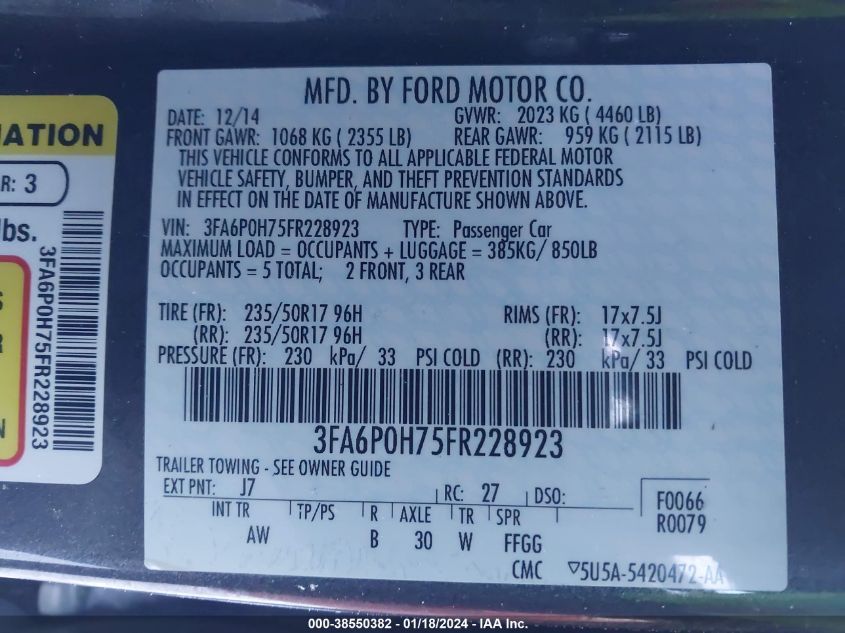 MATION
R: 3
lbs.
S
R
N
3FA6P0H75FR228923
MFD. BY FORD MOTOR CO.
DATE: 12/14 GVWR: 2023 KG ( 4460 LB)
FRONT GAWR: 1068 KG ( 2355 LB) REAR GAWR: 959 KG ( 2115 LB)
THIS VEHICLE CONFORMS TO ALL APPLICABLE FEDERAL MOTOR
VEHICLE SAFETY, BUMPER, AND THEFT PREVENTION STANDARDS
IN EFFECT ON THE DATE OF MANUFACTURE SHOWN ABOVE.
VIN: 3FA6P0H75FR228923 TYPE: Passenger Car
MAXIMUM LOAD = OCCUPANTS + LUGGAGE = 385KG/ 850LB
OCCUPANTS = 5 TOTAL; 2 FRONT, 3 REAR
TIRE (FR): 235/50R17 96H RIMS (FR): 17x7.5J
(RR): 235/50R17 96H (RR): 17x7.5J
PRESSURE (FR): 230 kPa/ 33 PSI COLD (RR): 230 kPa/ 33 PSI COLD
3FA6P0H75FR228923
TRAILER TOWING - SEE OWNER GUIDE
EXT PNT: J7 RC: 27 DSO: F0066
INT TR TP/PS R AXLE TR SPR R0079
AW B 30 W FFGG
CMC ▽5U5A-5420472-AA
000-38550382 - 01/18/2024 - IAA Inc.